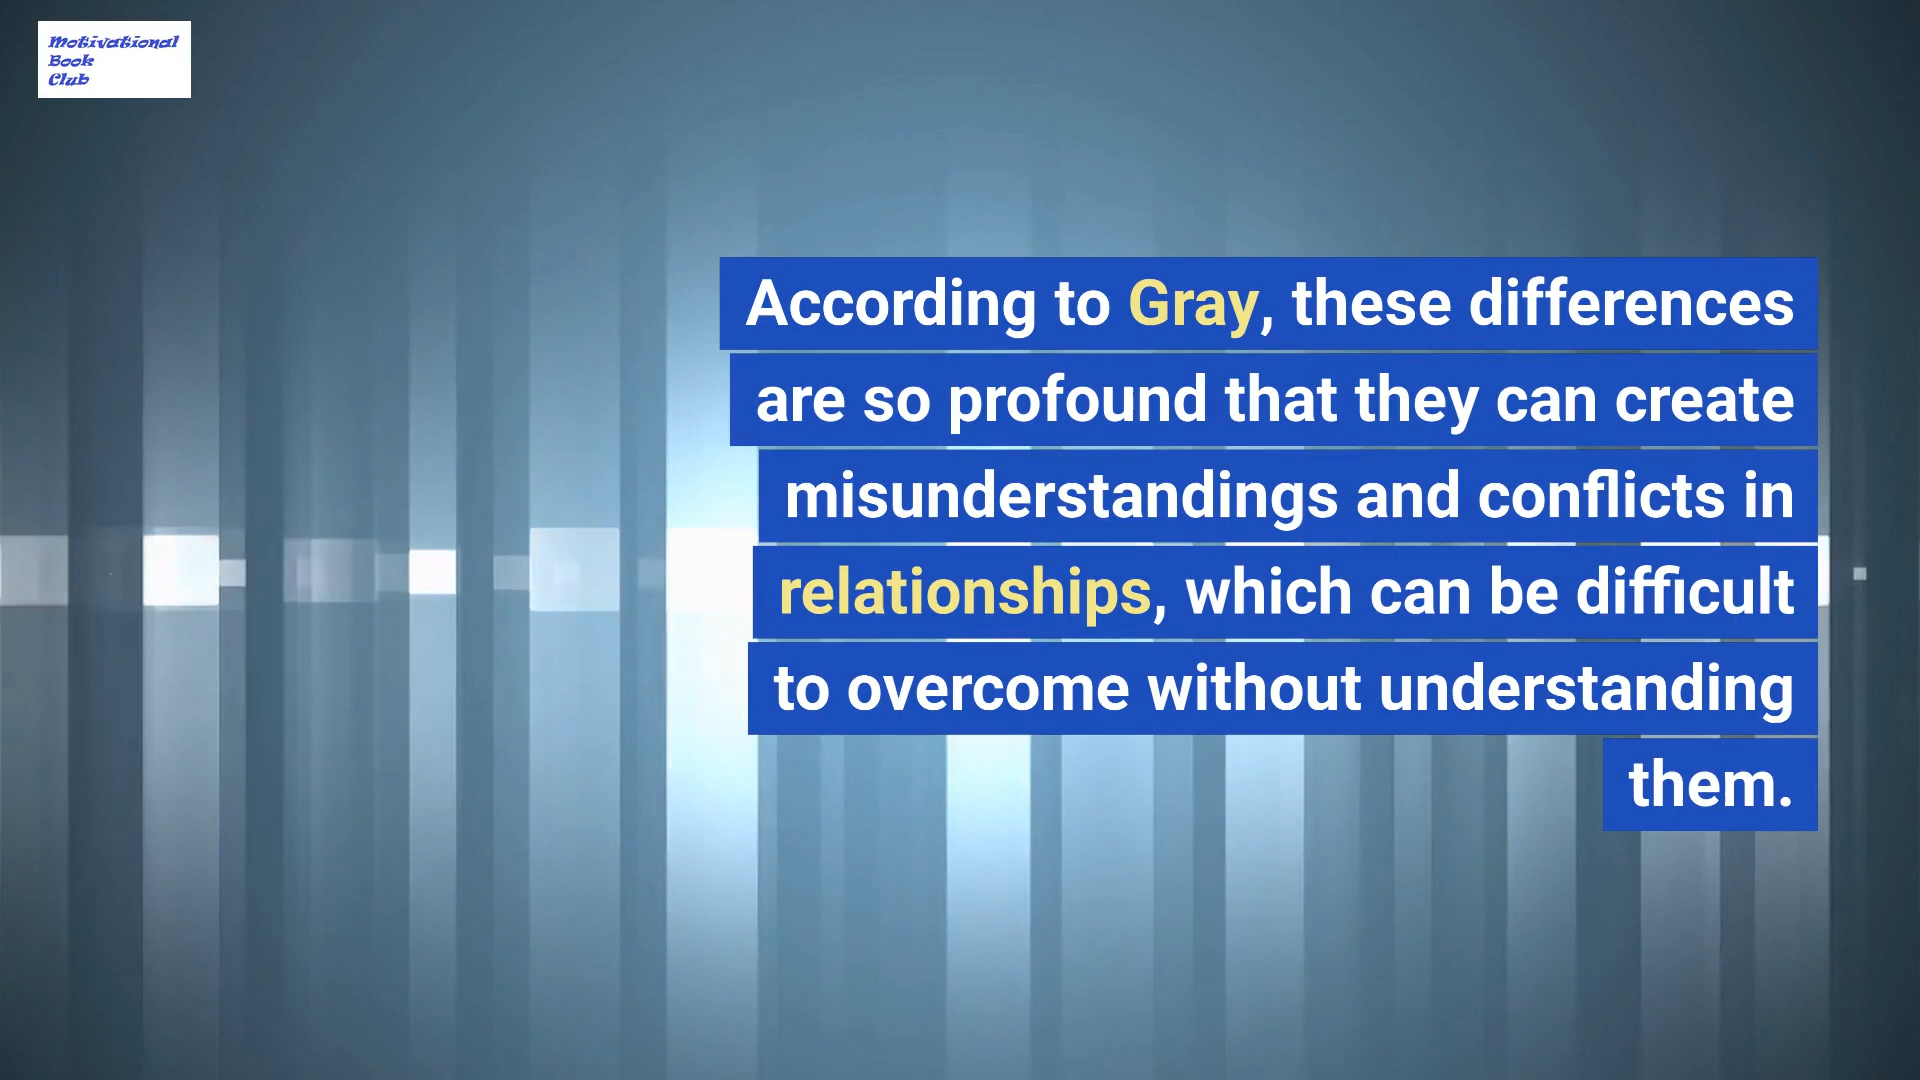 Motivational
Book
Club
According to Gray, these differences
are so profound that they can create
misunderstandings and conflicts in
relationships, which can be difficult
to overcome without understanding
them.